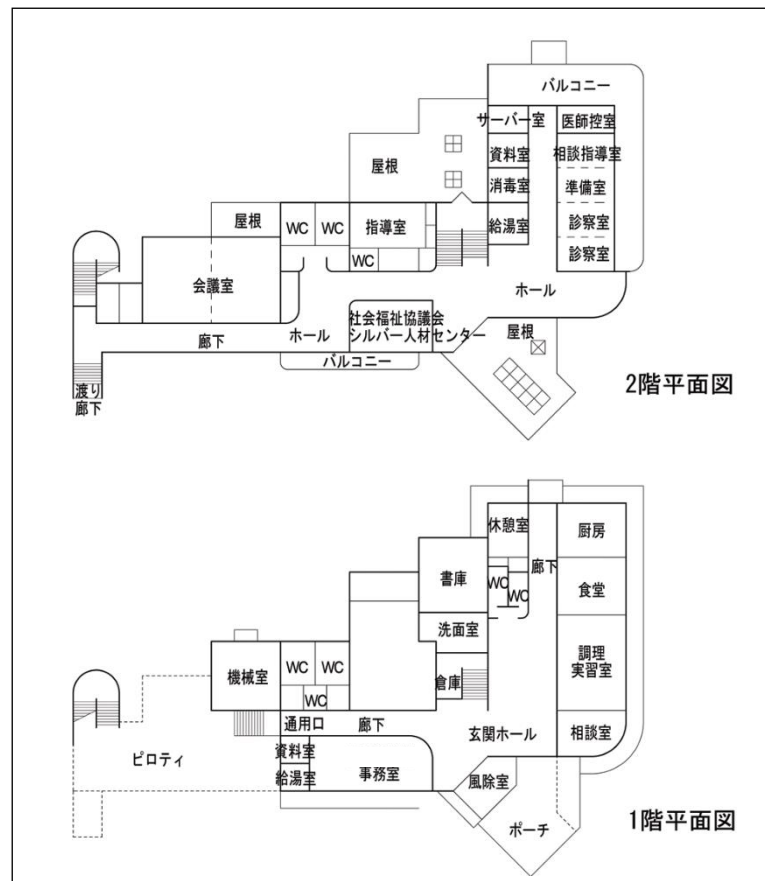 バルコニー
サーバー室
医師控室
資料室
相談指導室
屋根
消毒室
準備室
屋根
WC
WC
指導室
給湯室
診察室
WC
診察室
会議室
ホール
社会福祉協議会
シルバー人材センター
屋根
廊下
ホール
バルコニー
渡り
廊下
2階平面図
休憩室
厨房
廊下
書庫
WC
WC
食堂
洗面室
調理
実習室
機械室
WC
WC
WC
倉庫
通用口
廊下
玄関ホール
相談室
資料室
ピロティ
給湯室
事務室
風除室
ポーチ
1階平面図